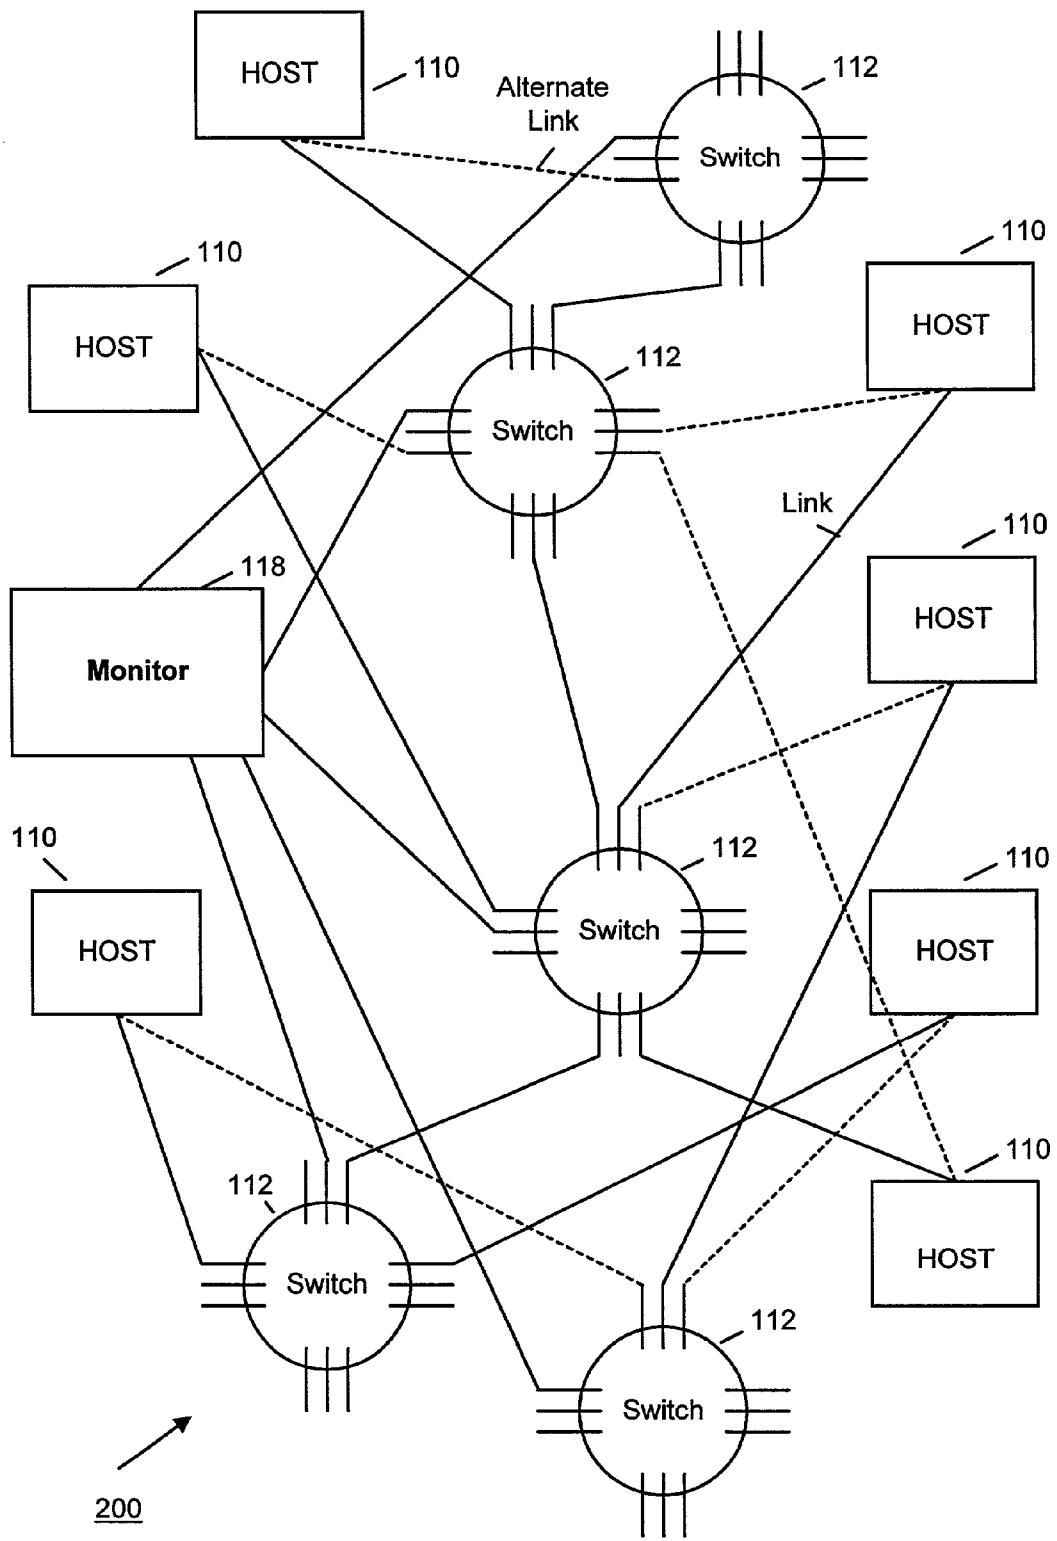 HOST
110
Alternate
Link
112
Switch
110
HOST
110
HOST
112
Switch
Link
110
HOST
118
Monitor
110
HOST
112
Switch
110
HOST
110
HOST
112
Switch
112
Switch
200